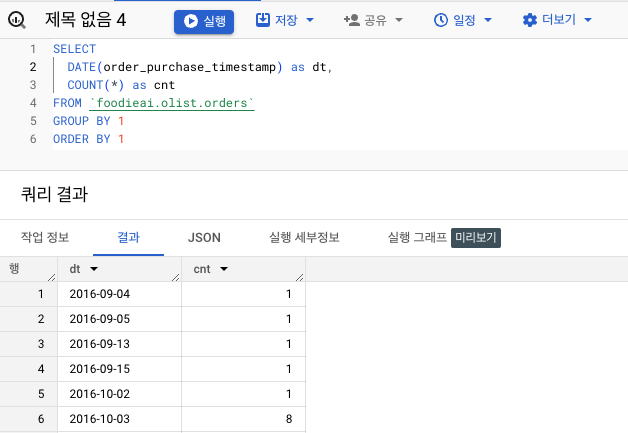 제목 없음 4 실행 저장 공유 일정 더보기
1 SELECT
2 DATE(order_purchase_timestamp) as dt,
3 COUNT(*) as cnt
4 FROM `foodieai.olist.orders`
5 GROUP BY 1
6 ORDER BY 1
쿼리 결과
작업 정보 결과 JSON 실행 세부정보 실행 그래프 미리보기
행 dt cnt
1 2016-09-04 1
2 2016-09-05 1
3 2016-09-13 1
4 2016-09-15 1
5 2016-10-02 1
6 2016-10-03 8